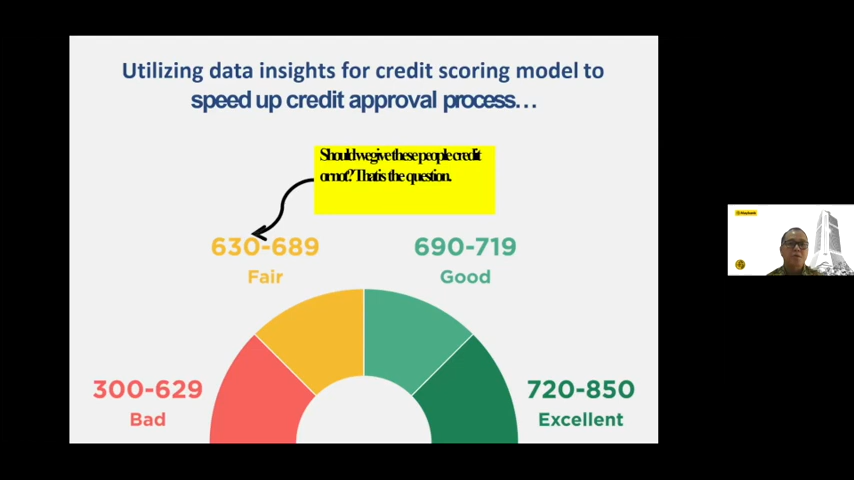 Utilizing data insights for credit scoring model to
speed up credit approval process...
Should we give these people credit
or not? That is the question.
630-689
Fair
690-719
Good
300-629
Bad
720-850
Excellent
Maybank